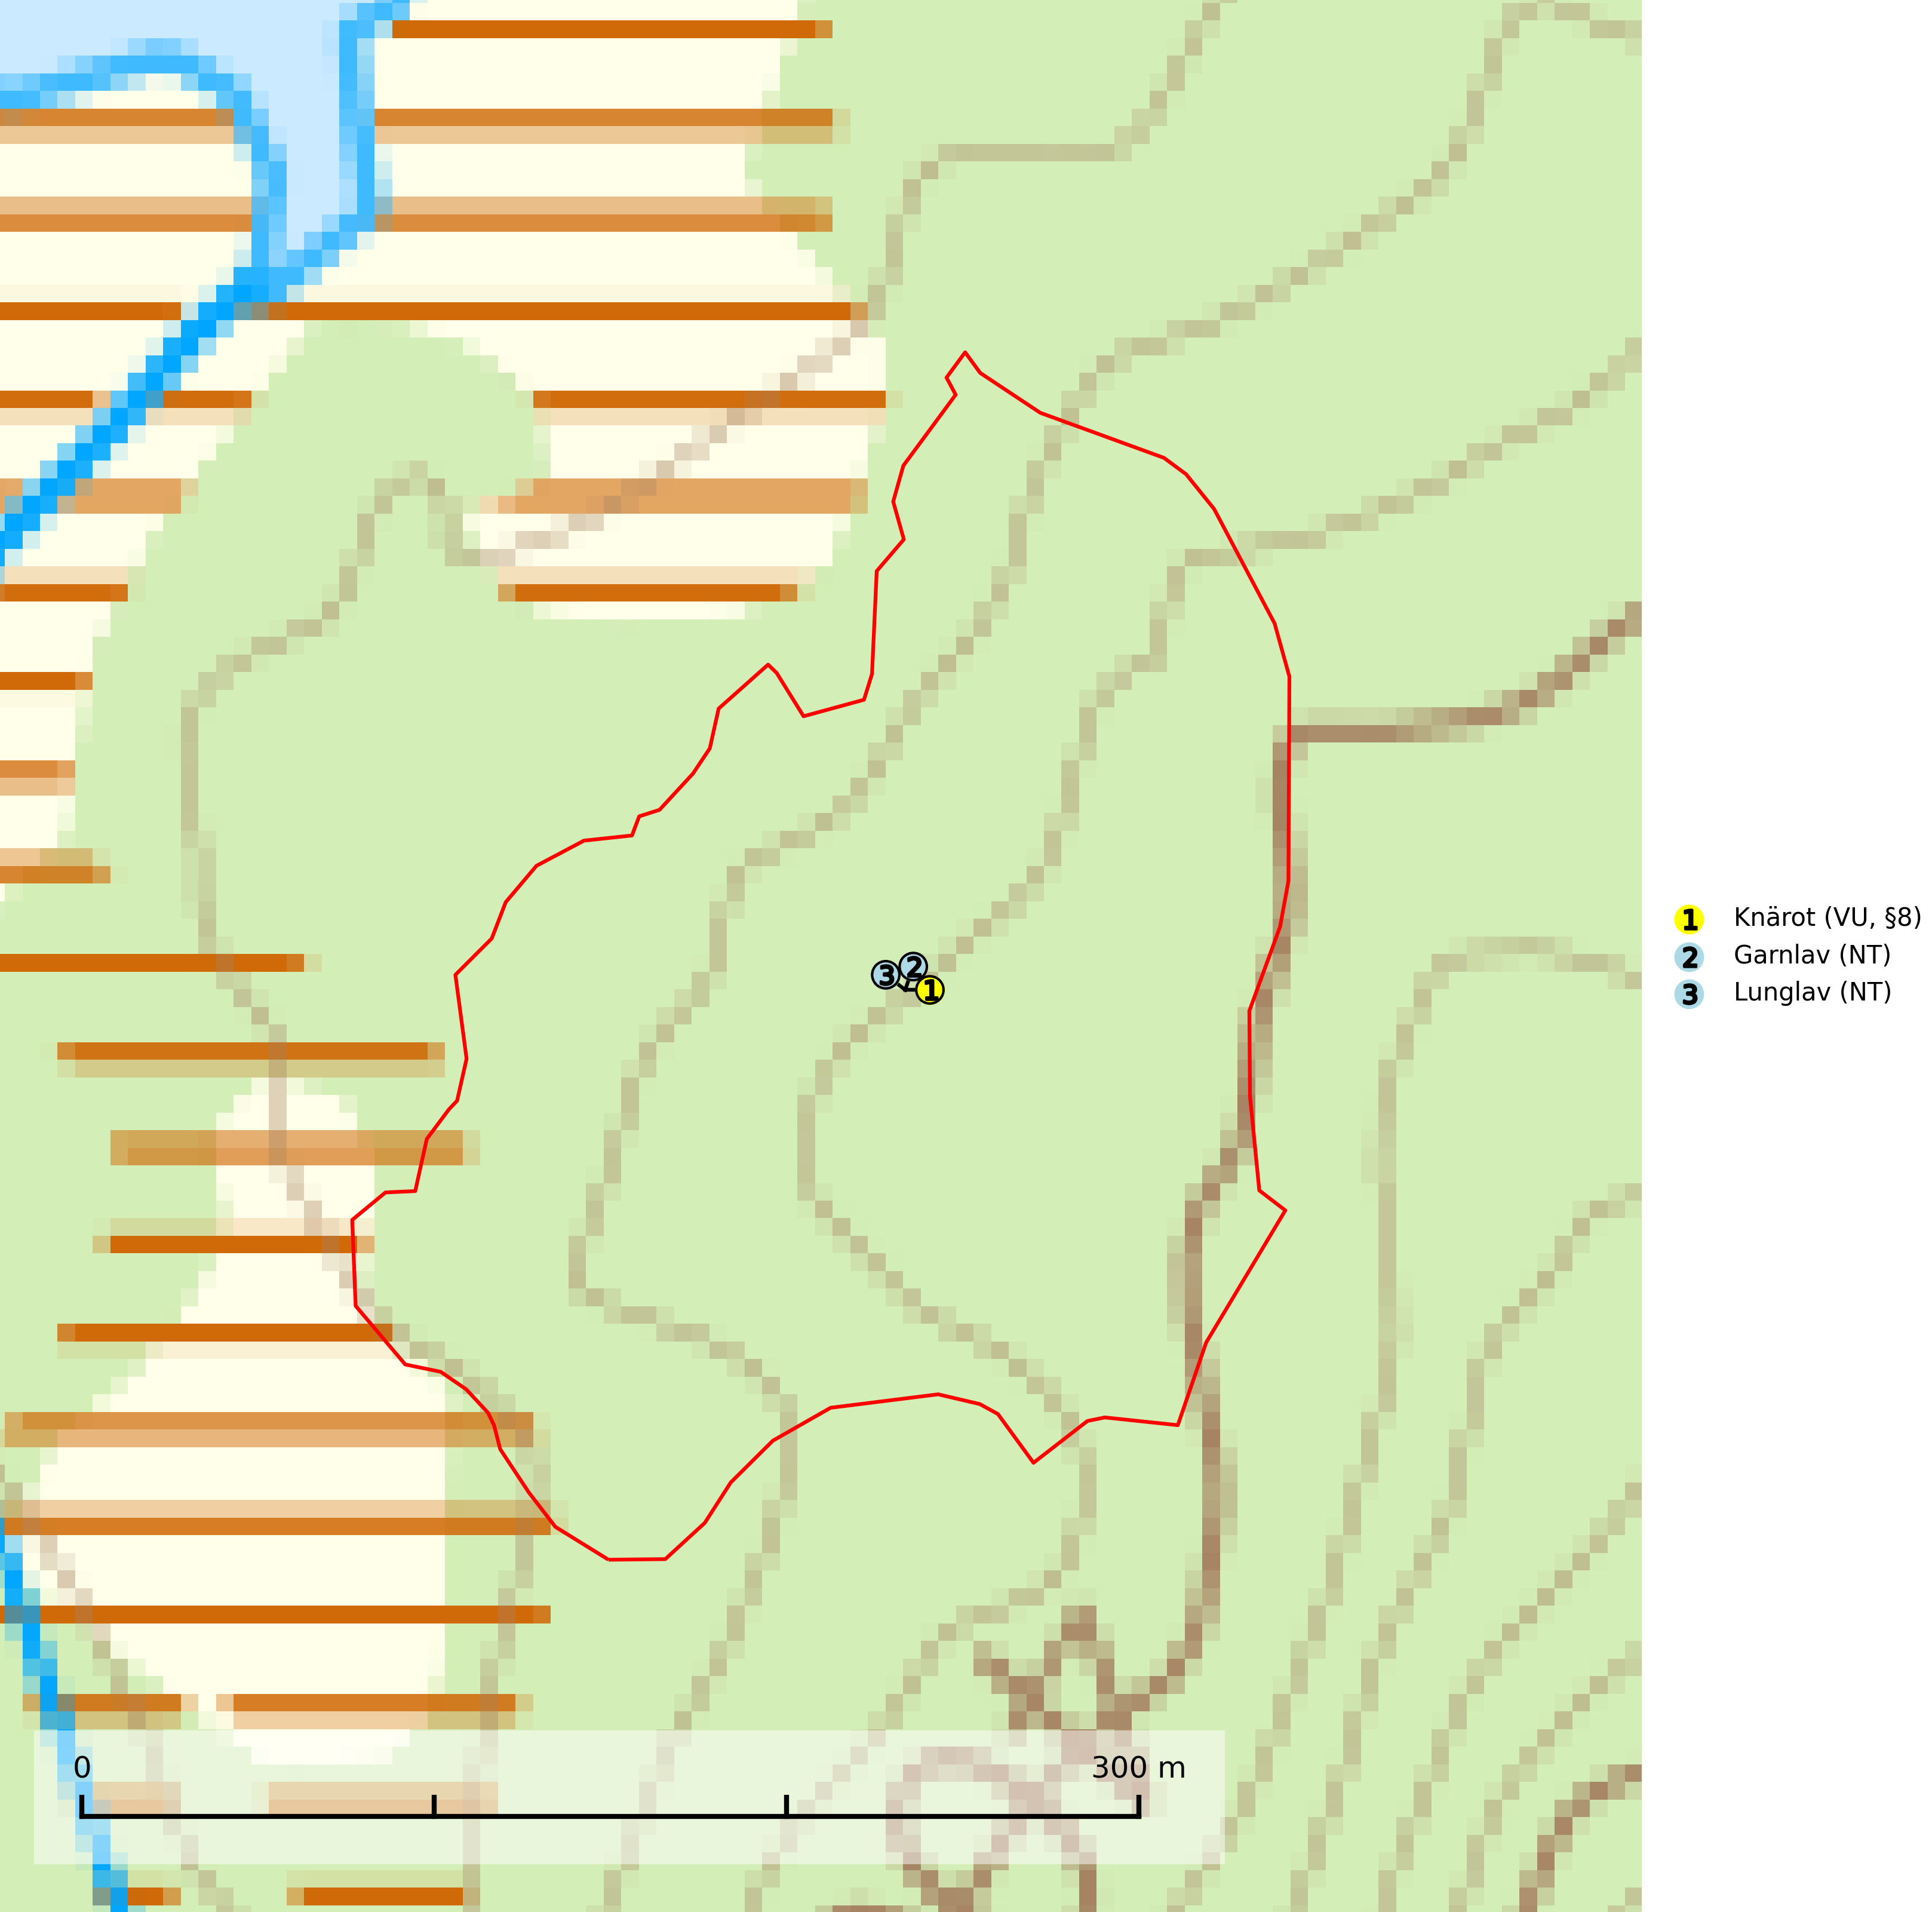 3 2
1
1 Knärot (VU, §8)
2 Garnlav (NT)
3 Lunglav (NT)
0 300 m